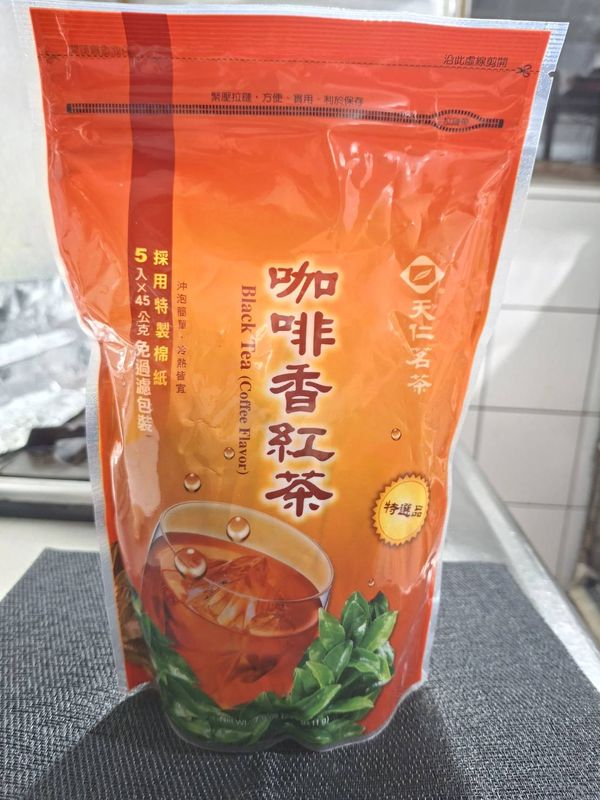 沿此虛線剪開
緊壓拉鏈，方便、實用、利於保存
天仁茗茶
咖啡香紅茶
Black Tea (Coffee Flavor)
沖泡簡單，冷熱皆宜
採用特製棉紙
5入×45公克免過濾包裝
特選品